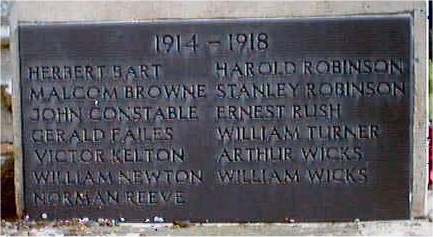 1914 - 1918
HERBERT BART
MALCOM BROWNE
JOHN CONSTABLE
GERALD FAILES
VICTOR KELTON
WILLIAM NEWTON
NORMAN REEVE
HAROLD ROBINSON
STANLEY ROBINSON
ERNEST RUSH
WILLIAM TURNER
ARTHUR WICKS
WILLIAM WICKS